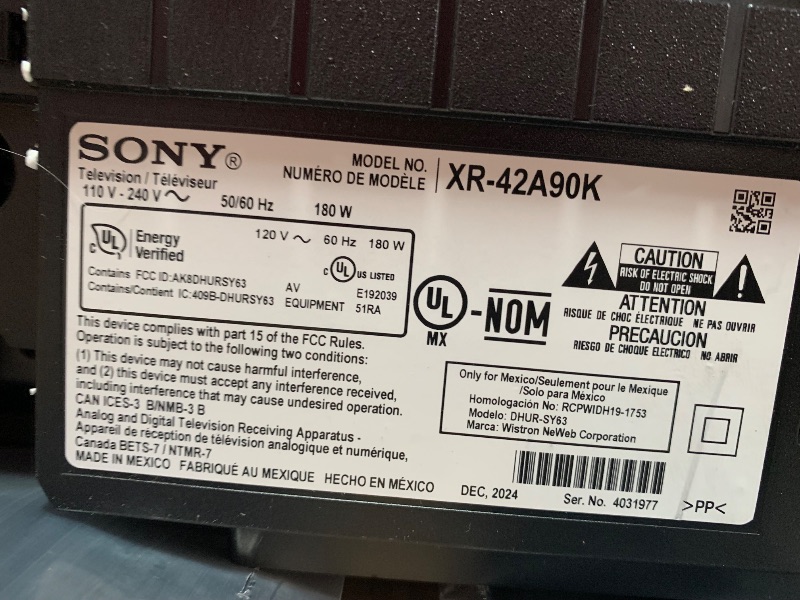 SONY®
Television / Téléviseur
110 V - 240 V ~ 50/60 Hz 180 W
MODEL NO.
NUMÉRO DE MODÈLE
XR-42A90K
UL Energy
Verified
120 V ~ 60 Hz 180 W
Contains FCC ID:AK8DHURSY63
Contains/Contient IC:409B-DHURSY63
AV
EQUIPMENT
c UL US LISTED
E192039
51RA
UL
MX
-NOM
CAUTION
RISK OF ELECTRIC SHOCK
DO NOT OPEN
ATTENTION
RISQUE DE CHOC ÉLECTRIQUE NE PAS OUVRIR
PRECAUCION
RIESGO DE CHOQUE ELECTRICO NO ABRIR
This device complies with part 15 of the FCC Rules.
Operation is subject to the following two conditions:
(1) This device may not cause harmful interference,
and (2) this device must accept any interference received,
including interference that may cause undesired operation.
CAN ICES-3 B/NMB-3 B
Analog and Digital Television Receiving Apparatus -
Appareil de réception de télévision analogique et numérique,
Canada BETS-7 / NTMR-7
MADE IN MEXICO FABRIQUÉ AU MEXIQUE HECHO EN MÉXICO
DEC, 2024
Only for Mexico/Seulement pour le Mexique
/Solo para México
Homologación No: RCPWIDH19-1753
Modelo: DHUR-SY63
Marca: Wistron NeWeb Corporation
Ser. No. 4031977
>PP<